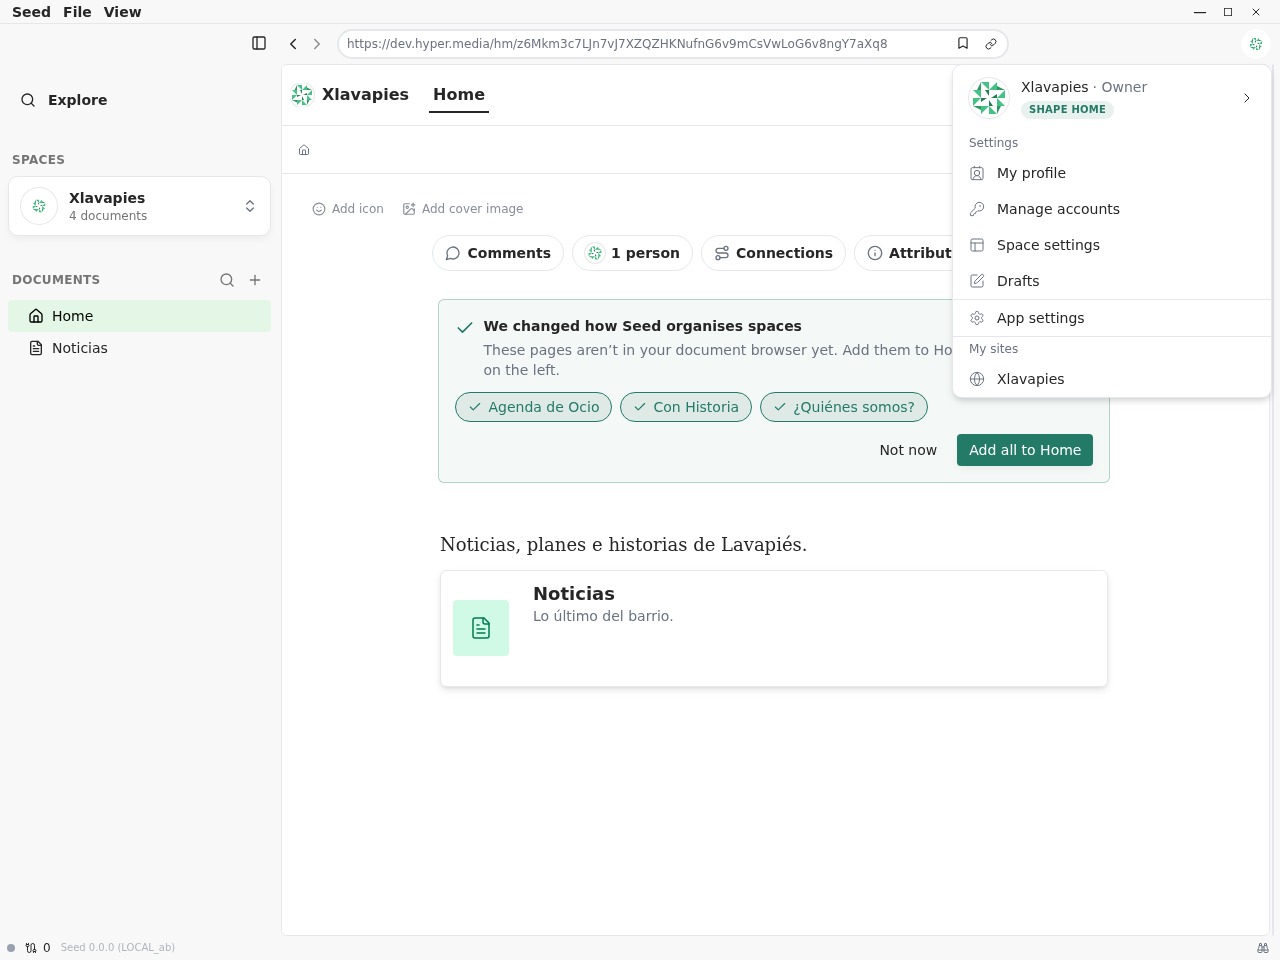 Seed File View
https://dev.hyper.media/hm/z6Mkm3c7LJn7vJ7XZQZHKNufnG6v9mCsVwLoG6v8ngY7aXq8
Explore
SPACES
Xlavapies
4 documents
DOCUMENTS
Home
Noticias
Xlavapies Home
Add icon Add cover image
Comments 1 person Connections Attribut
We changed how Seed organises spaces
These pages aren’t in your document browser yet. Add them to Ho
on the left.
Agenda de Ocio Con Historia ¿Quiénes somos?
Not now Add all to Home
Noticias, planes e historias de Lavapiés.
Noticias
Lo último del barrio.
Xlavapies · Owner
SHAPE HOME
Settings
My profile
Manage accounts
Space settings
Drafts
App settings
My sites
Xlavapies
0 Seed 0.0.0 (LOCAL_ab)